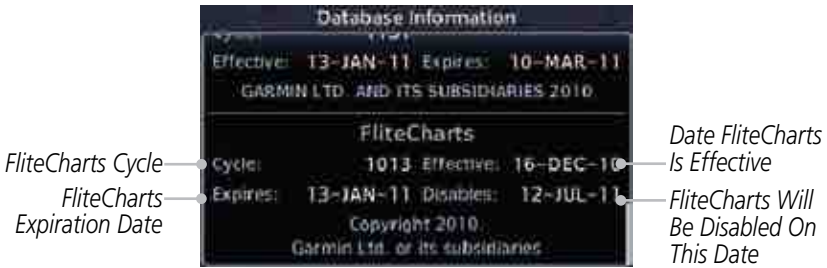 Database Information
Effective: 13-JAN-11 Expires: 10-MAR-11
GARMIN LTD. AND ITS SUBSIDIARIES 2010
FliteCharts
Cycle: 1013 Effective: 16-DEC-10
Expires: 13-JAN-11 Disables: 12-JUL-11
Copyright 2010.
Garmin Ltd. or its subsidiaries
FliteCharts Cycle
FliteCharts
Expiration Date
Date FliteCharts
Is Effective
FliteCharts Will
Be Disabled On
This Date